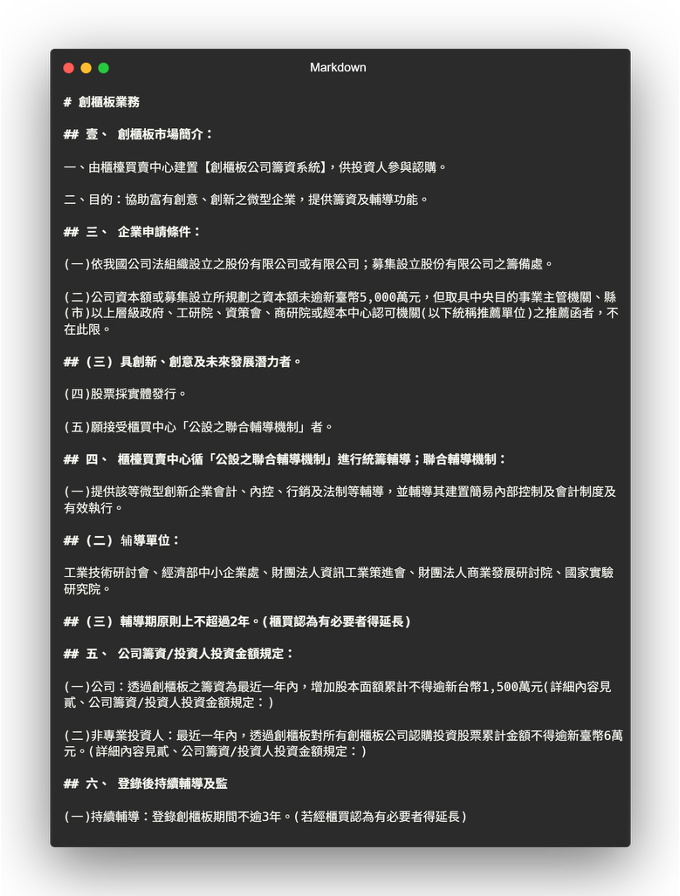 Markdown
# 創櫃板業務
## 壹、 創櫃板市場簡介：
一、由櫃檯買賣中心建置【創櫃板公司籌資系統】，供投資人參與認購。
二、目的：協助富有創意、創新之微型企業，提供籌資及輔導功能。
## 三、 企業申請條件：
(一)依我國公司法組織設立之股份有限公司或有限公司；募集設立股份有限公司之籌備處。
(二)公司資本額或募集設立所規劃之資本額未逾新臺幣5,000萬元，但取具中央目的事業主管機關、縣
(市)以上層級政府、工研院、資策會、商研院或經本中心認可機關(以下統稱推薦單位)之推薦函者，不
在此限。
## (三) 具創新、創意及未來發展潛力者。
(四)股票採實體發行。
(五)願接受櫃買中心「公設之聯合輔導機制」者。
## 四、 櫃檯買賣中心循「公設之聯合輔導機制」進行統籌輔導；聯合輔導機制：
(一)提供該等微型創新企業會計、內控、行銷及法制等輔導，並輔導其建置簡易內部控制及會計制度及
有效執行。
## (二) 辅導單位：
工業技術研討會、經濟部中小企業處、財團法人資訊工業策進會、財團法人商業發展研討院、國家實驗
研究院。
## (三) 輔導期原則上不超過2年。(櫃買認為有必要者得延長)
## 五、 公司籌資/投資人投資金額規定：
(一)公司：透過創櫃板之籌資為最近一年內，增加股本面額累計不得逾新台幣1,500萬元(詳細內容見
貳、公司籌資/投資人投資金額規定：)
(二)非專業投資人：最近一年內，透過創櫃板對所有創櫃板公司認購投資股票累計金額不得逾新臺幣6萬
元。(詳細內容見貳、公司籌資/投資人投資金額規定：)
## 六、 登錄後持續輔導及監
(一)持續輔導：登錄創櫃板期間不逾3年。(若經櫃買認為有必要者得延長)